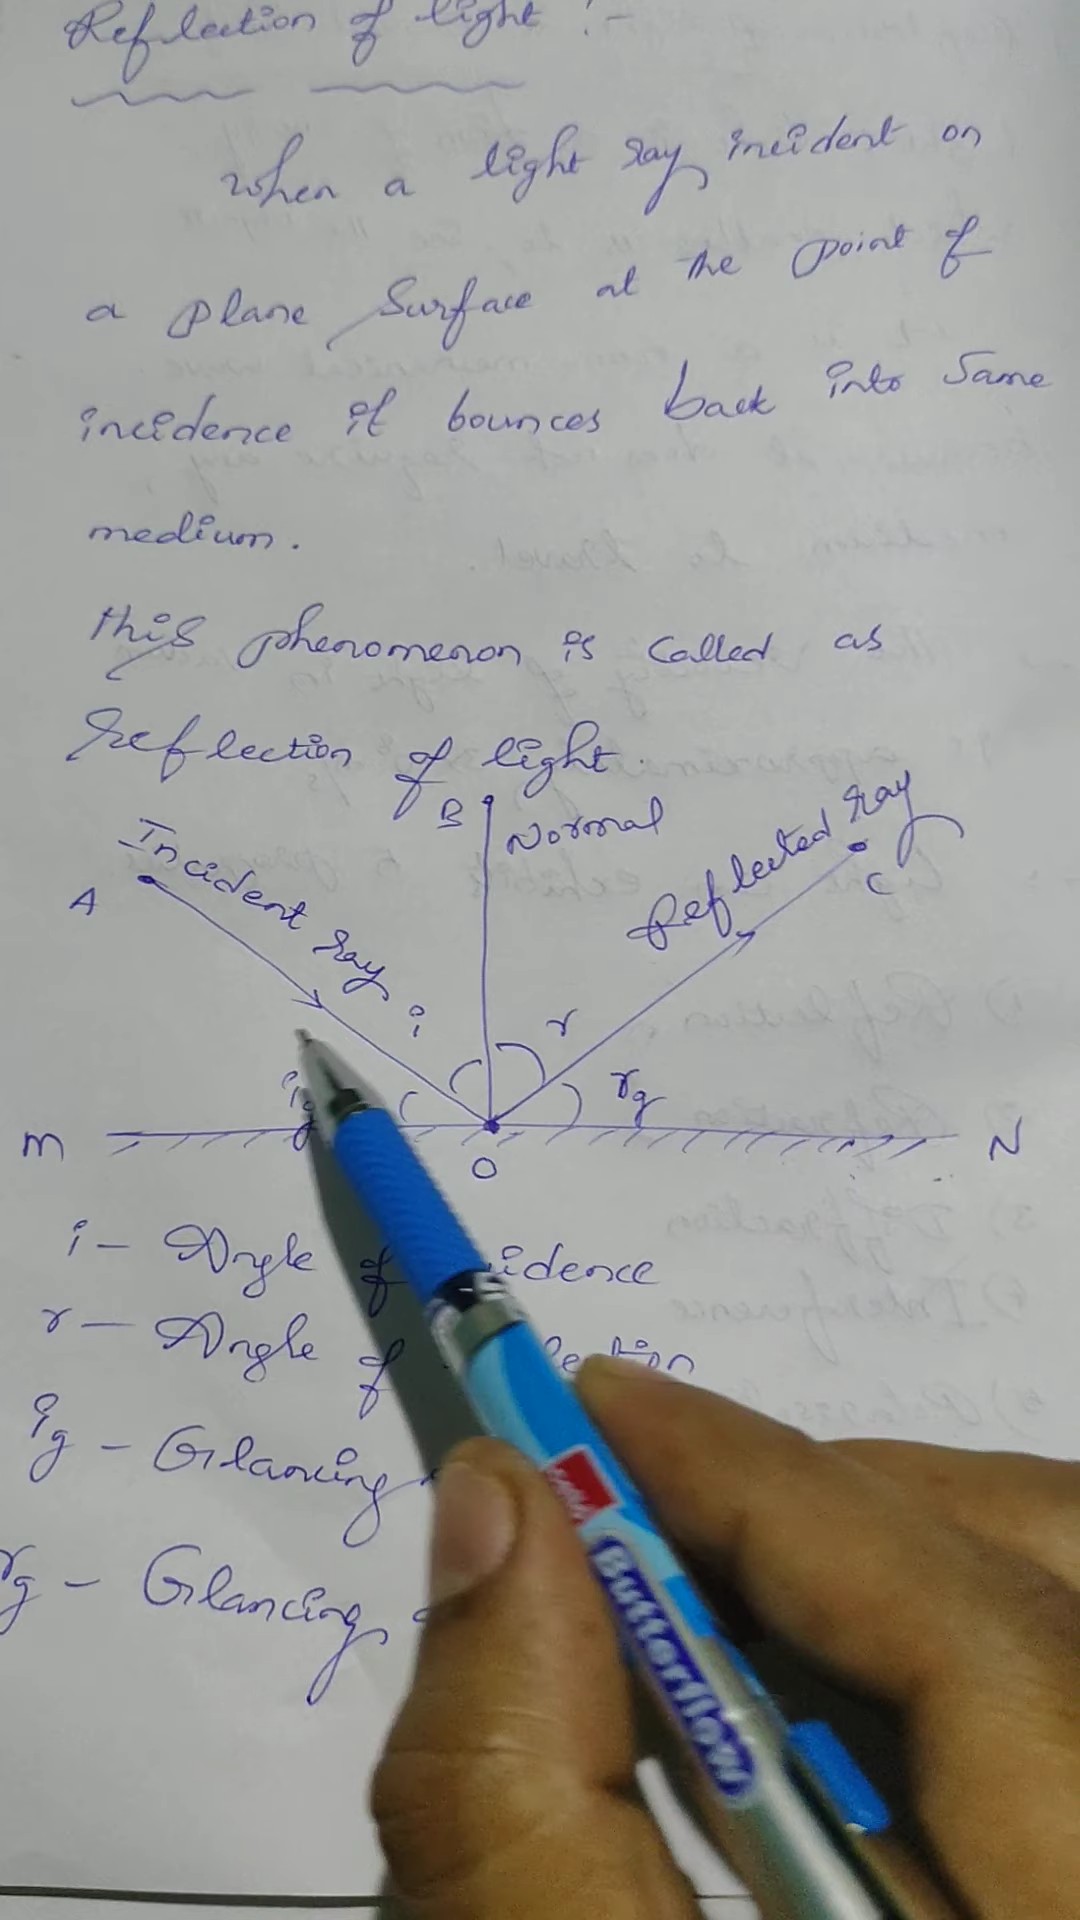 Reflection of light :-
When a light ray incident on
a plane surface at the point of
incidence it bounces back into same
medium.
this phenomenon is called as
Reflection of light.
B Normal
Incident ray
Reflected ray
A
C
i
r
ig
rg
M
N
O
i - Angle of
r - Angle of
ig - Glancing
rg - Glancing
cello
Butterflow